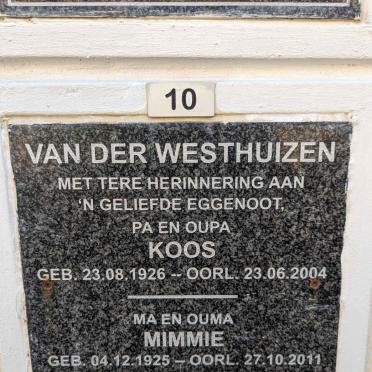 10
VAN DER WESTHUIZEN
MET TERE HERINNERING AAN
'N GELIEFDE EGGENOOT,
PA EN OUPA
KOOS
GEB. 23.08.1926 -- OORL. 23.06.2004
MA EN OUMA
MIMMIE
GEB. 04.12.1925 -- OORL. 27.10.2011